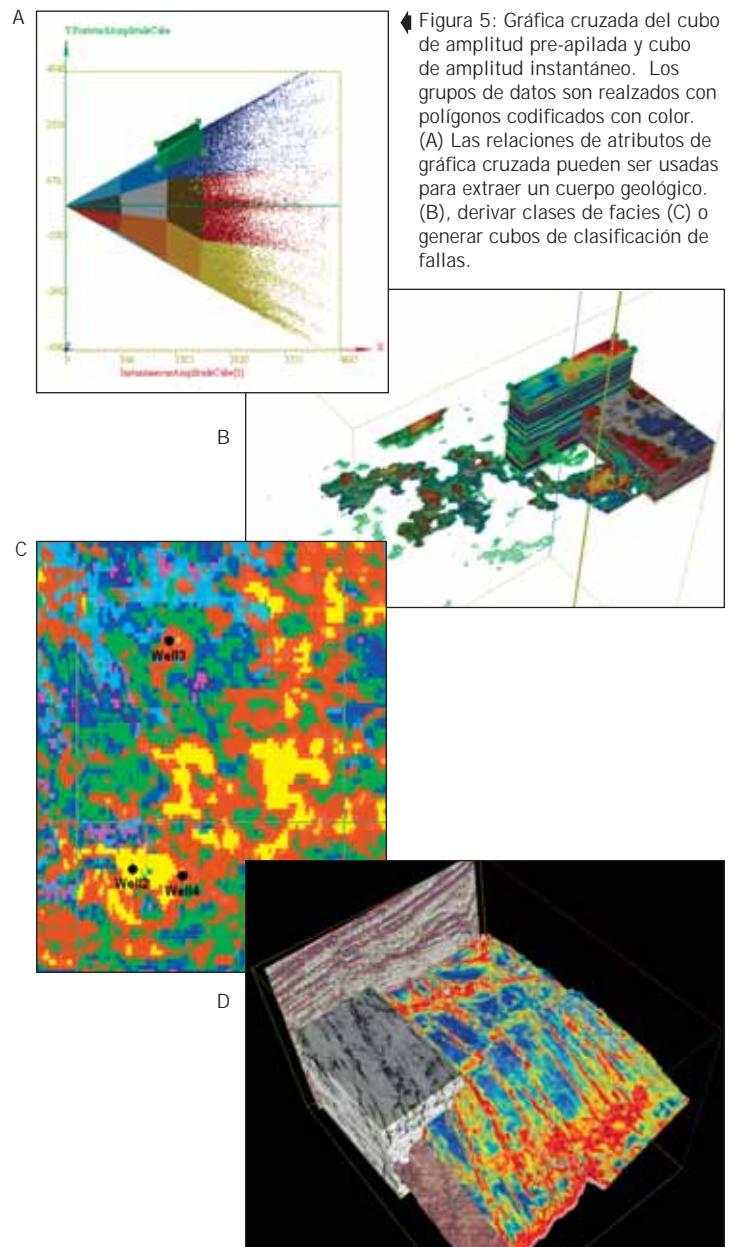 A
Figura 5: Gráfica cruzada del cubo
de amplitud pre-apilada y cubo
de amplitud instantáneo. Los
grupos de datos son realzados con
polígonos codificados con color.
(A) Las relaciones de atributos de
gráfica cruzada pueden ser usadas
para extraer un cuerpo geológico.
(B), derivar clases de facies (C) o
generar cubos de clasificación de
fallas.
B
C
Well3
Well2 Well4
D